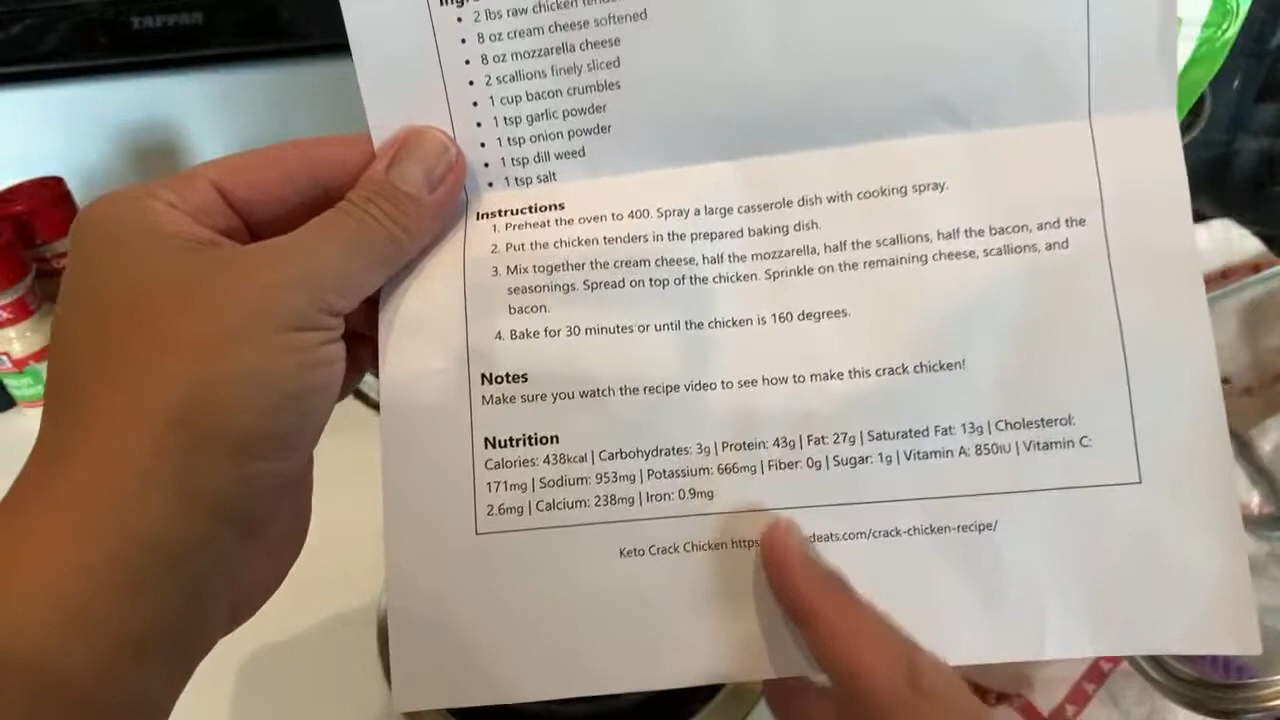 TAPPAN
2 lbs raw chicken
• 8 oz cream cheese softened
• 8 oz mozzarella cheese
• 2 scallions finely sliced
• 1 cup bacon crumbles
• 1 tsp garlic powder
• 1 tsp onion powder
• 1 tsp dill weed
• 1 tsp salt
Instructions
1. Preheat the oven to 400. Spray a large casserole dish with cooking spray.
2. Put the chicken tenders in the prepared baking dish.
3. Mix together the cream cheese, half the mozzarella, half the scallions, half the bacon, and the
seasonings. Spread on top of the chicken. Sprinkle on the remaining cheese, scallions, and
bacon.
4. Bake for 30 minutes or until the chicken is 160 degrees.
Notes
Make sure you watch the recipe video to see how to make this crack chicken!
Nutrition
Calories: 438kcal | Carbohydrates: 3g | Protein: 43g | Fat: 27g | Saturated Fat: 13g | Cholesterol:
171mg | Sodium: 953mg | Potassium: 666mg | Fiber: 0g | Sugar: 1g | Vitamin A: 850IU | Vitamin C:
2.6mg | Calcium: 238mg | Iron: 0.9mg
Keto Crack Chicken https deats.com/crack-chicken-recipe/